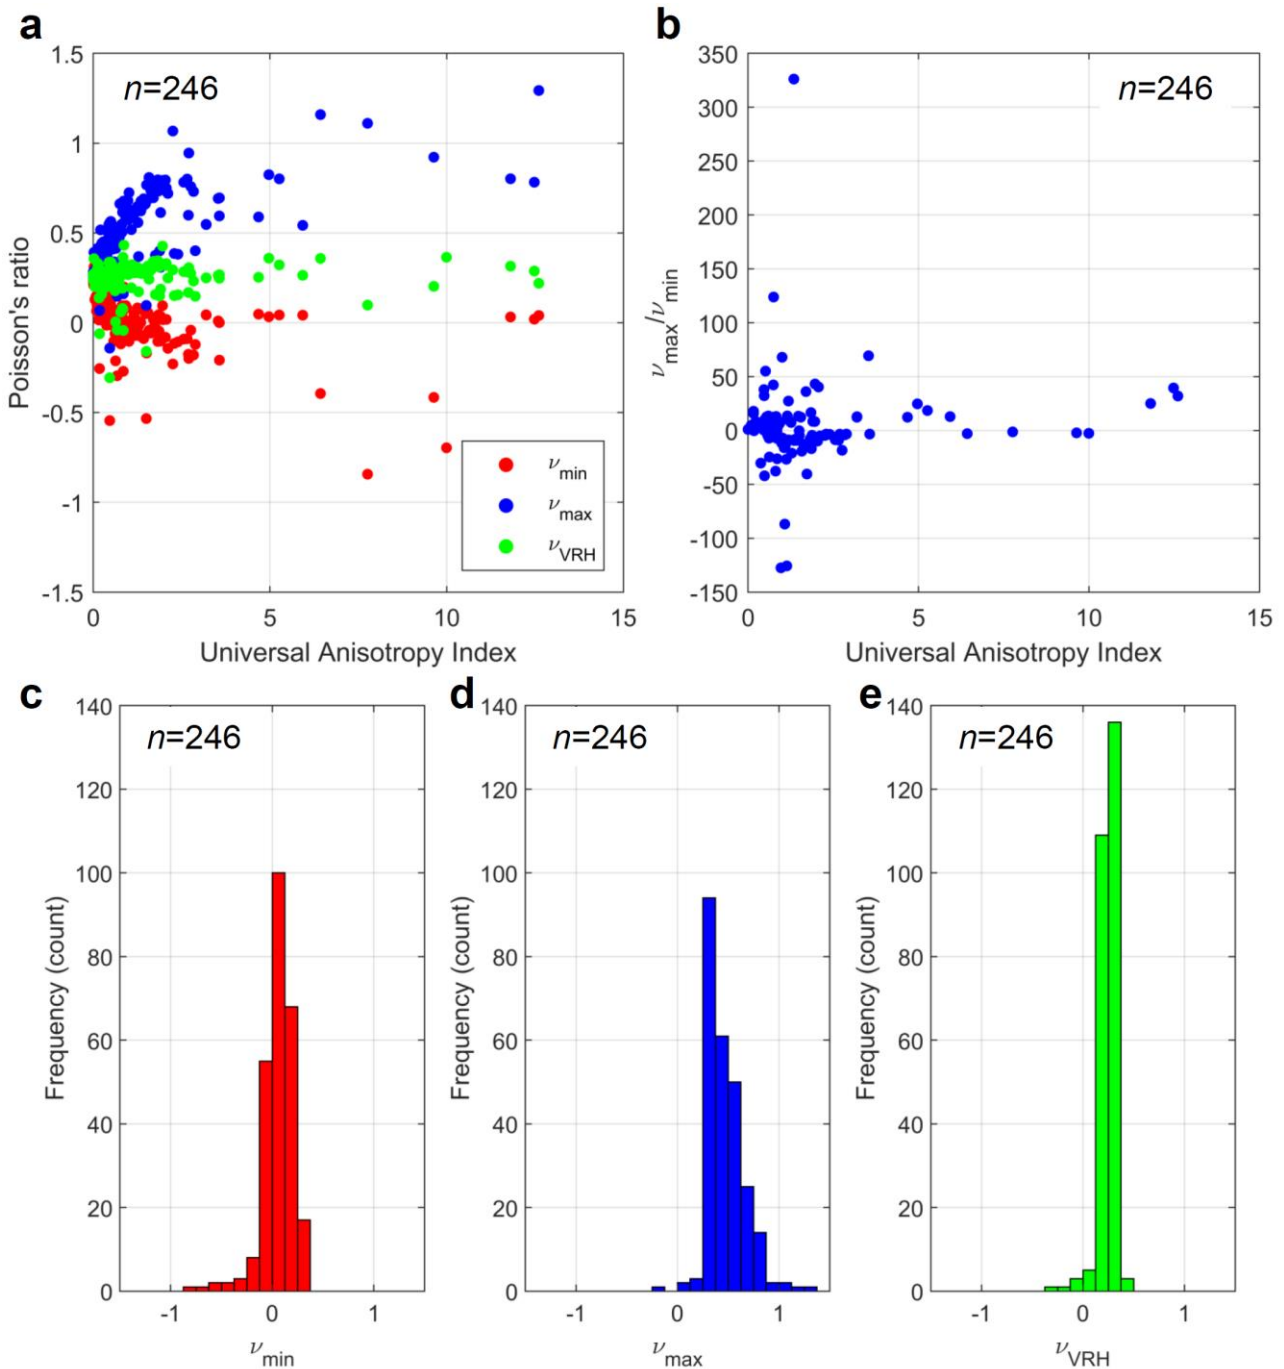 a
n=246
1.5
1
0.5
0
-0.5
-1
-1.5
Poisson's ratio
0 5 10 15
Universal Anisotropy Index
νmin
νmax
νVRH
b
n=246
350
300
250
200
150
100
50
0
-50
-100
-150
νmax/νmin
0 5 10 15
Universal Anisotropy Index
c
n=246
140
120
100
80
60
40
20
0
Frequency (count)
-1 0 1
νmin
d
n=246
140
120
100
80
60
40
20
0
Frequency (count)
-1 0 1
νmax
e
n=246
140
120
100
80
60
40
20
0
Frequency (count)
-1 0 1
νVRH